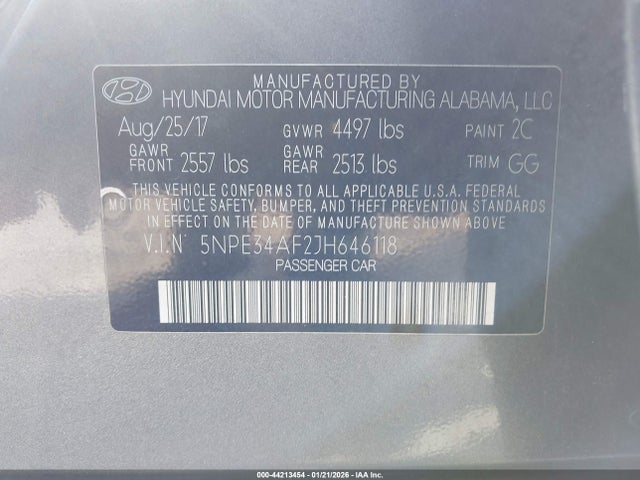 MANUFACTURED BY
HYUNDAI MOTOR MANUFACTURING ALABAMA, LLC
Aug/25/17 GVWR 4497 lbs PAINT 2C
GAWR FRONT 2557 lbs GAWR REAR 2513 lbs TRIM GG
THIS VEHICLE CONFORMS TO ALL APPLICABLE U.S.A. FEDERAL
MOTOR VEHICLE SAFETY, BUMPER, AND THEFT PREVENTION STANDARDS
IN EFFECT ON THE DATE OF MANUFACTURE SHOWN ABOVE
V.I.N 5NPE34AF2JH646118
PASSENGER CAR
000-44213454 - 01/21/2026 - IAA Inc.